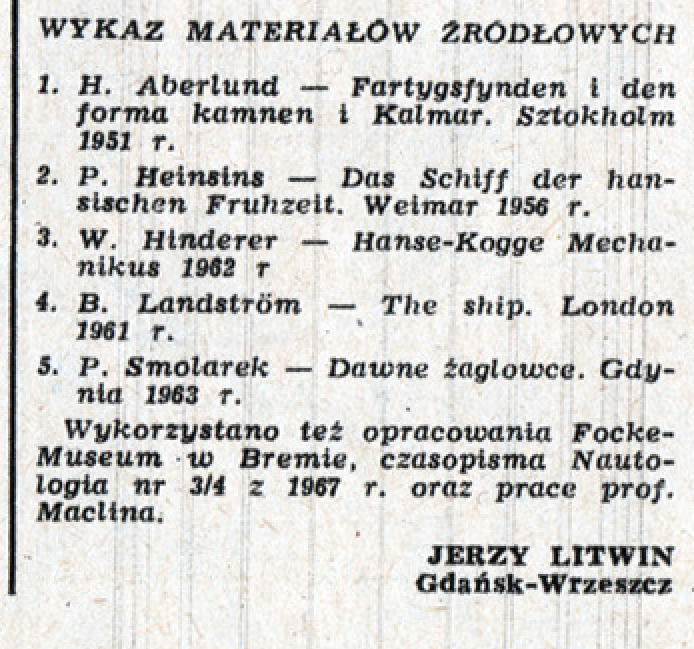 WYKAZ MATERIAŁÓW ŹRÓDŁOWYCH
1. H. Aberlund — Fartygsfynden i den
forma kamnen i Kalmar. Sztokholm
1951 r.
2. P. Heinsins — Das Schiff der han-
sischen Fruhzeit. Weimar 1956 r.
3. W. Hinderer — Hanse-Kogge Mecha-
nikus 1962 r
4. B. Landström — The ship. London
1961 r.
5. P. Smolarek — Dawne żaglowce. Gdy-
nia 1963 r.
Wykorzystano też opracowania Focke-
Museum w Bremie, czasopisma Nauto-
logia nr 3/4 z 1967 r. oraz prace prof.
Maclina.
JERZY LITWIN
Gdańsk-Wrzeszcz